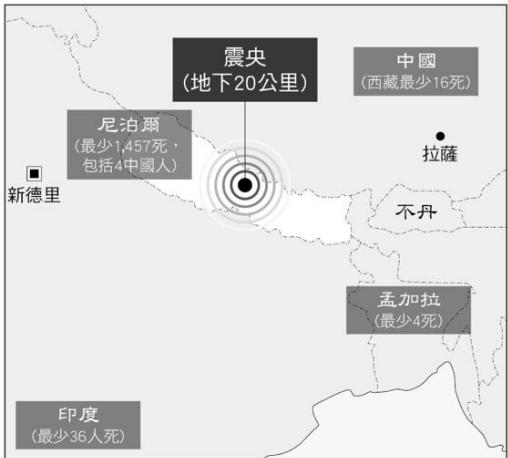 震央
(地下20公里)
中國
(西藏最少16死)
尼泊爾
(最少1,457死，
包括4中國人)
拉薩
新德里
不丹
孟加拉
(最少4死)
印度
(最少36人死)